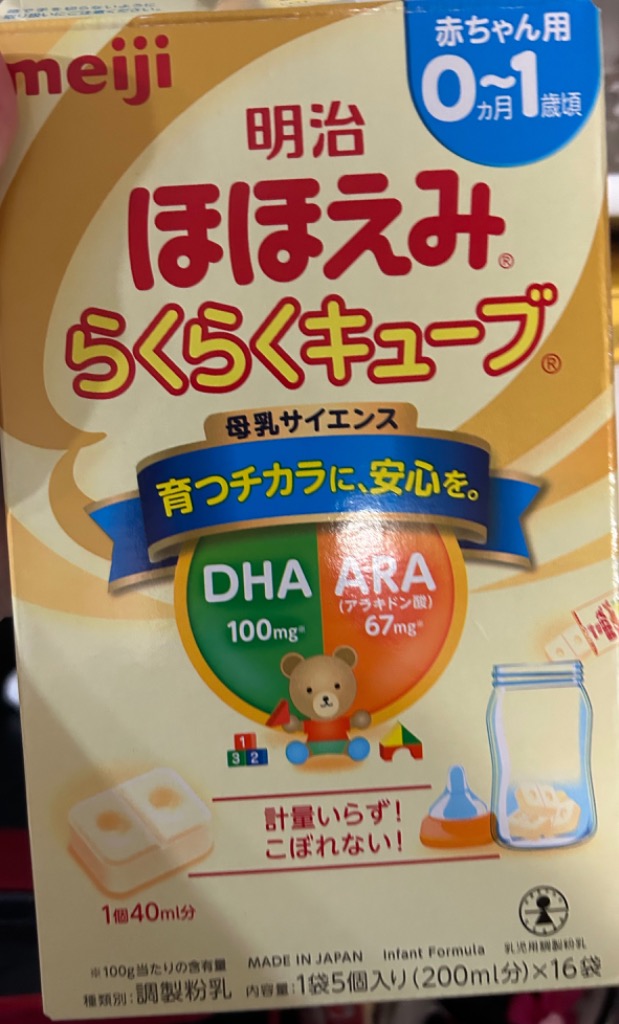 meiji
赤ちゃん用
0ヵ月~1歳頃
明治
ほほえみ®
らくらくキューブ®
母乳サイエンス
育つチカラに、安心を。
DHA
100mg※
ARA
(アラキドン酸)
67mg※
1
3 2
計量いらず!
こぼれない!
1個40ml分
乳児用調製粉乳
※100g当たりの含有量
MADE IN JAPAN Infant Formula
種類別:調製粉乳 内容量:1袋5個入り(200ml分)×16袋